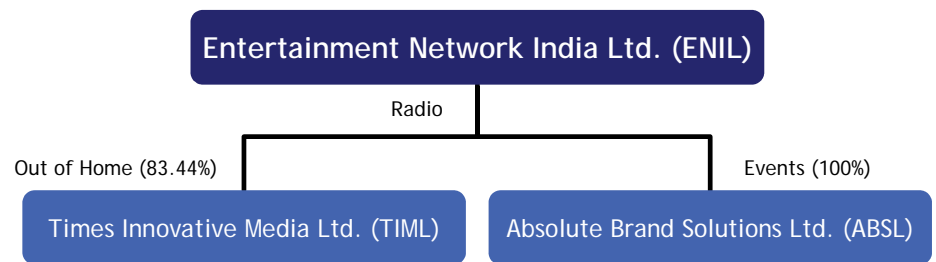 Entertainment Network India Ltd. (ENIL)
Radio
Out of Home (83.44%)
Events (100%)
Times Innovative Media Ltd. (TIML)
Absolute Brand Solutions Ltd. (ABSL)